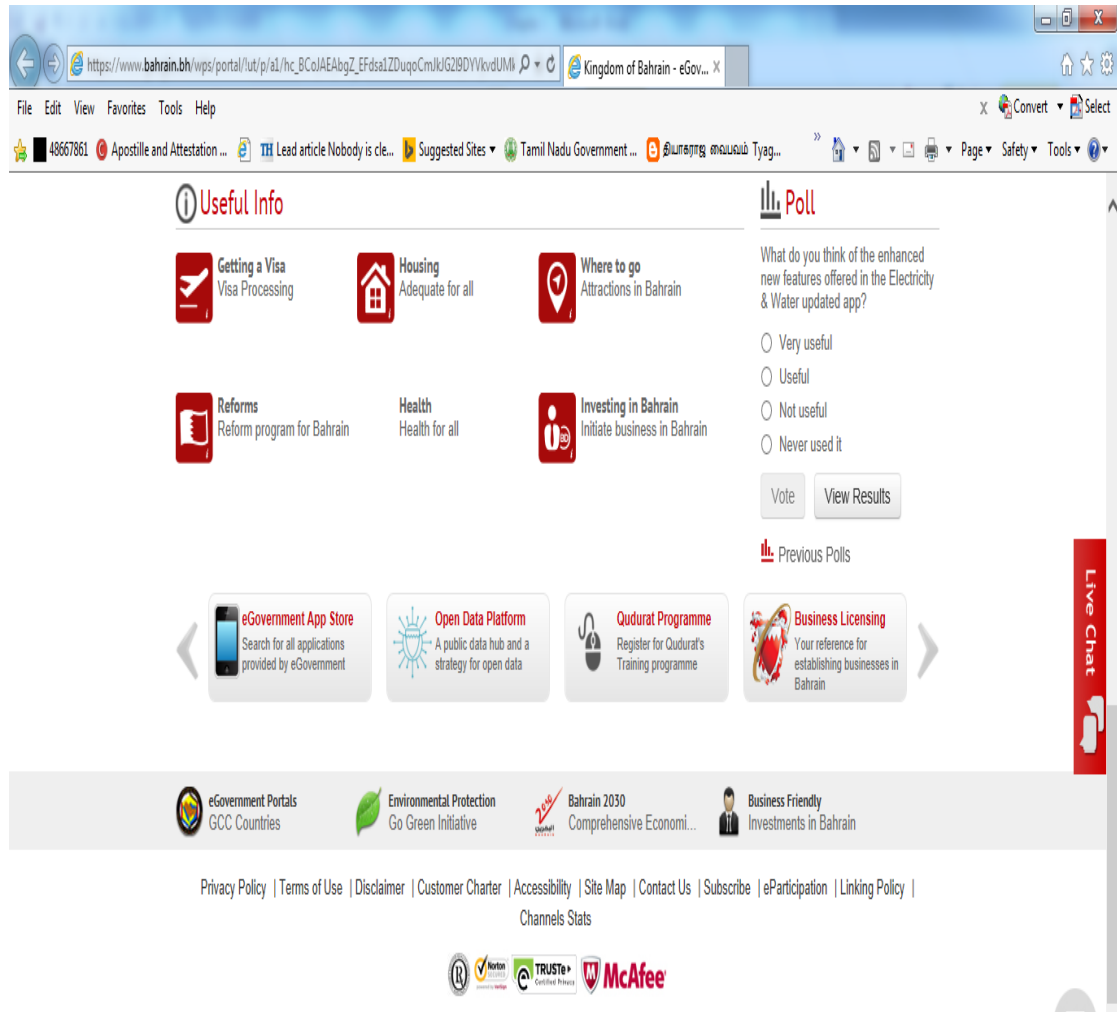 https://www.bahrain.bh/wps/portal/!ut/p/a1/hc_BCoJAEAbgZ_EFdsa1ZDuqoCmJkJG2l9DYVkvdUMk
Kingdom of Bahrain - eGov... X
File Edit View Favorites Tools Help
X Convert Select
48667861 Apostille and Attestation ... TH Lead article Nobody is cle... Suggested Sites Tamil Nadu Government ... தியாகராஜ வைபவம் Tyag... » Page Safety Tools
Useful Info
Getting a Visa
Visa Processing
Housing
Adequate for all
Where to go
Attractions in Bahrain
Reforms
Reform program for Bahrain
Health
Health for all
BD
Investing in Bahrain
Initiate business in Bahrain
Poll
What do you think of the enhanced
new features offered in the Electricity
& Water updated app?
Very useful
Useful
Not useful
Never used it
Vote View Results
Previous Polls
Live Chat
eGovernment App Store
Search for all applications
provided by eGovernment
Open Data Platform
A public data hub and a
strategy for open data
Qudurat Programme
Register for Qudurat's
Training programme
Business Licensing
Your reference for
establishing businesses in
Bahrain
eGovernment Portals
GCC Countries
Environmental Protection
Go Green Initiative
2030
Bahrain 2030
Comprehensive Economi...
Business Friendly
Investments in Bahrain
Privacy Policy | Terms of Use | Disclaimer | Customer Charter | Accessibility | Site Map | Contact Us | Subscribe | eParticipation | Linking Policy |
Channels Stats
R
Norton
SECURED
TRUSTe
Certified Privacy
McAfee